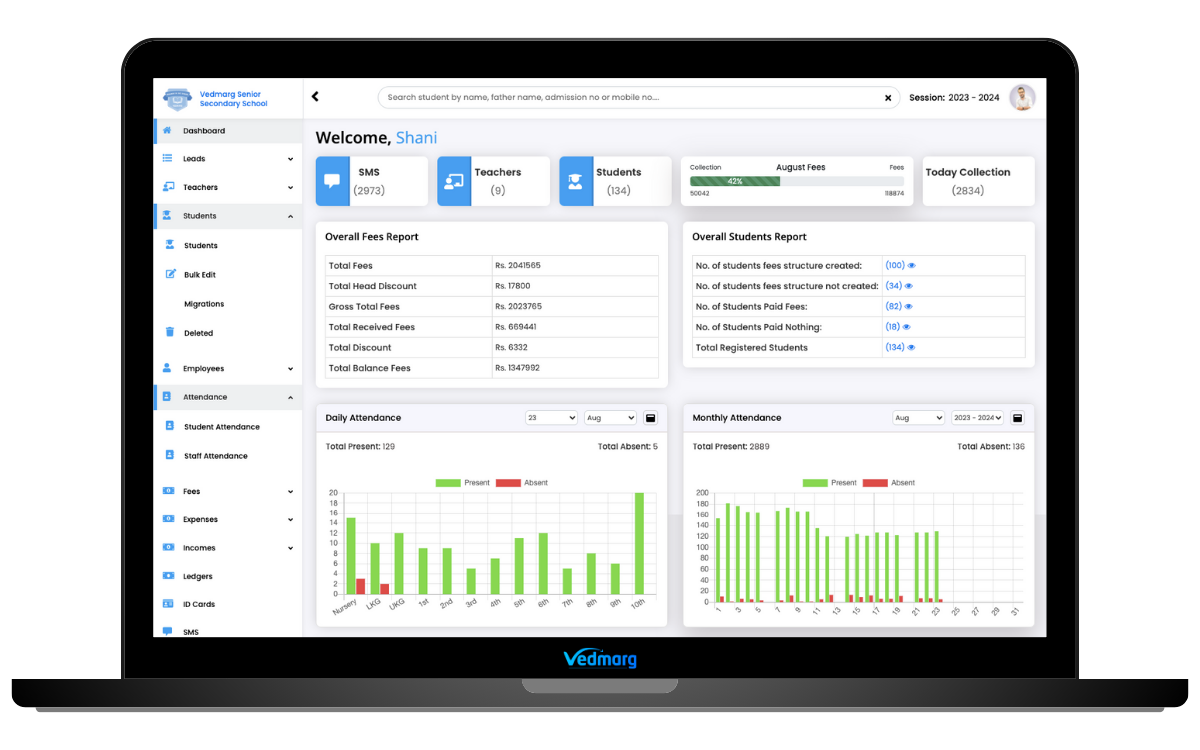 Vedmarg Senior
Secondary School
Search student by name, father name, admission no or mobile no....
Session: 2023 - 2024
Dashboard
Leads
Teachers
Students
Students
Bulk Edit
Migrations
Deleted
Employees
Attendance
Student Attendance
Staff Attendance
Fees
Expenses
Incomes
Ledgers
ID Cards
SMS
Welcome, Shani
SMS
(2973)
Teachers
(9)
Students
(134)
Collection August Fees Fees
42%
50042 118874
Today Collection
(2834)
Overall Fees Report
Total Fees Rs. 2041565
Total Head Discount Rs. 17800
Gross Total Fees Rs. 2023765
Total Received Fees Rs. 669441
Total Discount Rs. 6332
Total Balance Fees Rs. 1347992
Overall Students Report
No. of students fees structure created: (100)
No. of students fees structure not created: (34)
No. of Students Paid Fees: (82)
No. of Students Paid Nothing: (18)
Total Registered Students (134)
Daily Attendance 23 Aug
Total Present: 129 Total Absent: 5
Present Absent
20
18
16
14
12
10
8
6
4
2
0
Nursery LKG UKG 1st 2nd 3rd 4th 5th 6th 7th 8th 9th 10th
Monthly Attendance Aug 2023 - 2024
Total Present: 2889 Total Absent: 136
Present Absent
200
180
160
140
120
100
80
60
40
20
0
1 3 5 7 9 11 13 15 17 19 21 23 25 27 29 31
Vedmarg